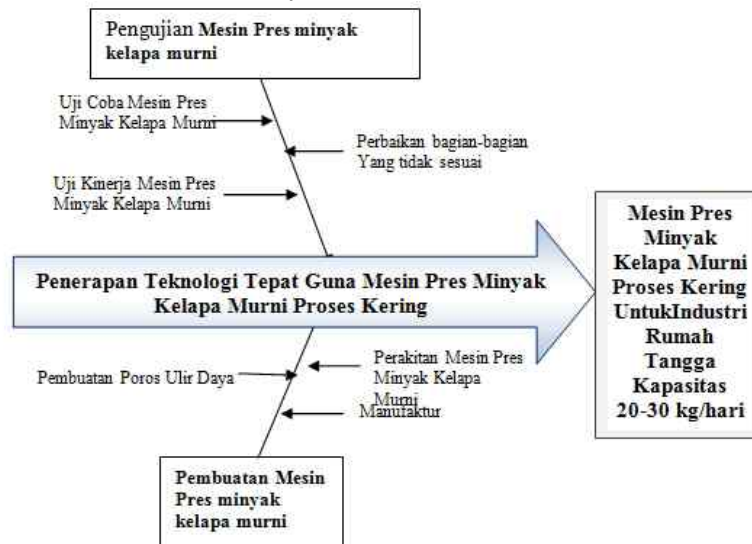 Pengujian Mesin Pres minyak
kelapa murni
Uji Coba Mesin Pres
Minyak Kelapa Murni
Perbaikan bagian-bagian
Yang tidak sesuai
Uji Kinerja Mesin Pres
Minyak Kelapa Murni
Penerapan Teknologi Tepat Guna Mesin Pres Minyak
Kelapa Murni Proses Kering
Mesin Pres
Minyak
Kelapa Murni
Proses Kering
UntukIndustri
Rumah
Tangga
Kapasitas
20-30 kg/hari
Pembuatan Poros Ulir Daya
Perakitan Mesin Pres
Minyak Kelapa
Murni
Manufaktur
Pembuatan Mesin
Pres minyak
kelapa murni